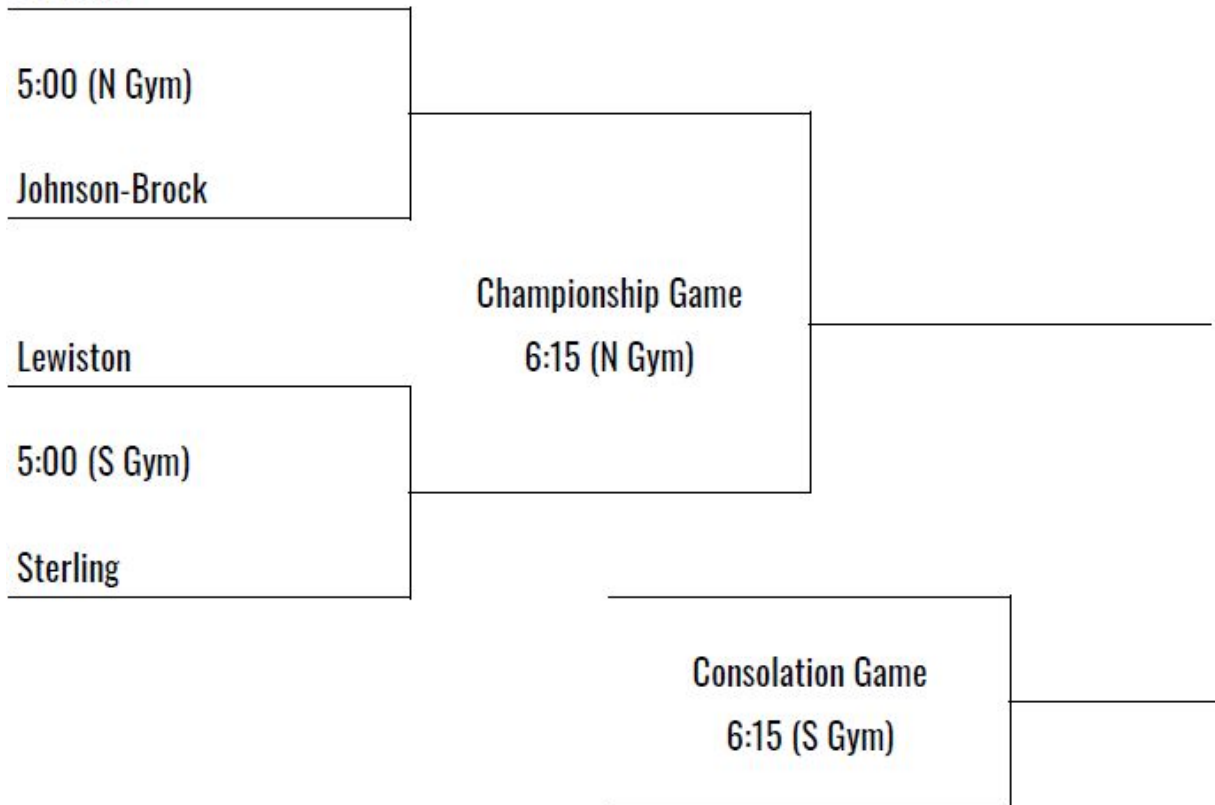 5:00 (N Gym)
Johnson-Brock
Championship Game
6:15 (N Gym)
Lewiston
5:00 (S Gym)
Sterling
Consolation Game
6:15 (S Gym)